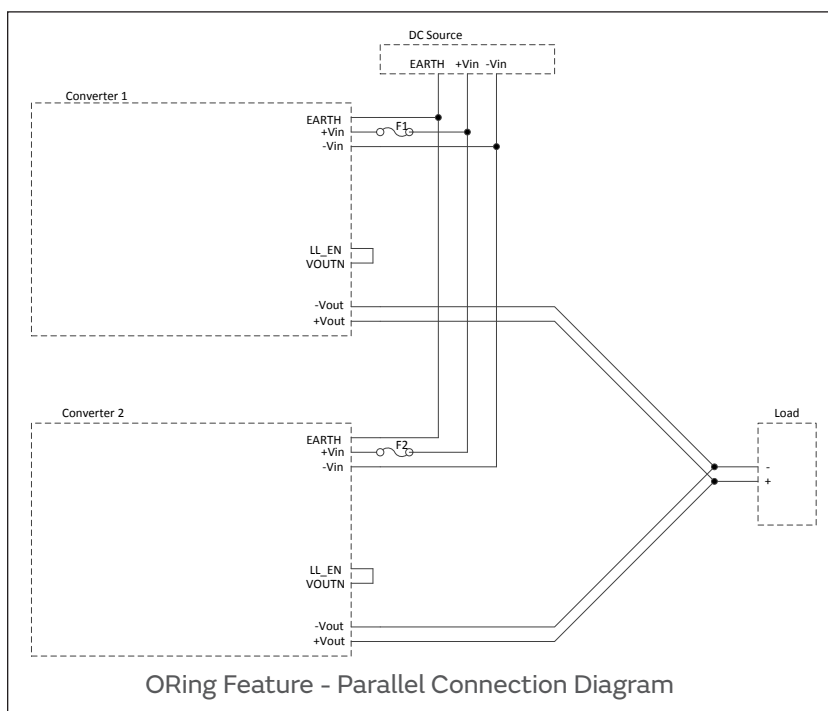 DC Source
EARTH +Vin -Vin
Converter 1
EARTH
+Vin
F1
-Vin
LL_EN
VOUTN
-Vout
+Vout
Converter 2
EARTH
+Vin
F2
-Vin
LL_EN
VOUTN
-Vout
+Vout
Load
-
+
ORing Feature - Parallel Connection Diagram